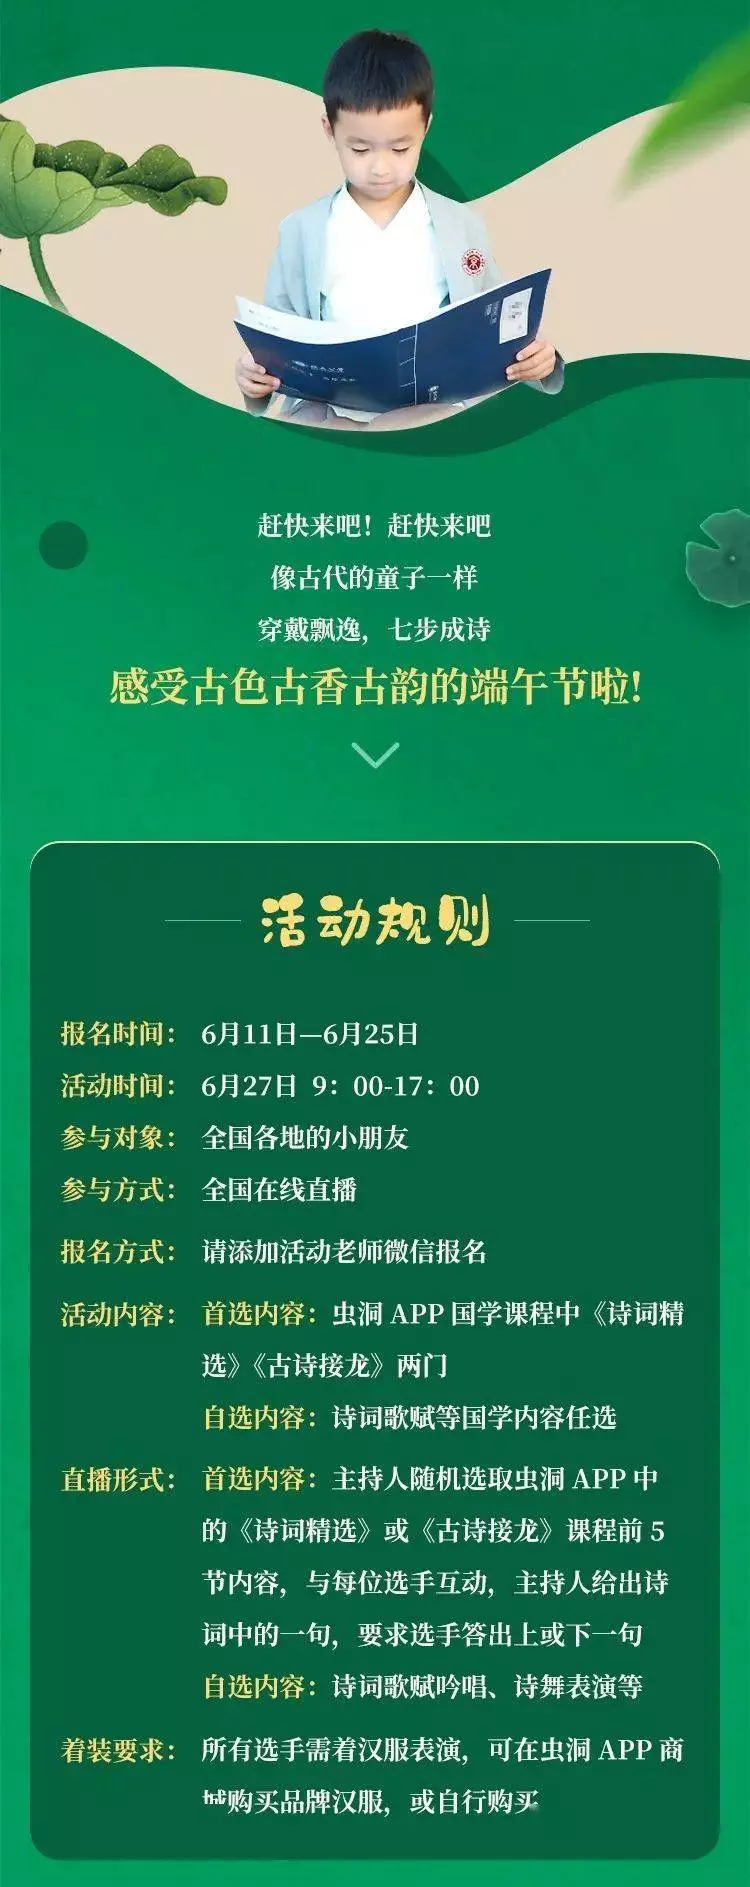 赶快来吧！赶快来吧
像古代的童子一样
穿戴飘逸，七步成诗
感受古色古香古韵的端午节啦!
活动规则
报名时间： 6月11日—6月25日
活动时间： 6月27日 9：00-17：00
参与对象： 全国各地的小朋友
参与方式： 全国在线直播
报名方式： 请添加活动老师微信报名
活动内容： 首选内容：虫洞 APP 国学课程中《诗词精
选》《古诗接龙》两门
自选内容：诗词歌赋等国学内容任选
直播形式： 首选内容：主持人随机选取虫洞 APP 中
的《诗词精选》或《古诗接龙》课程前 5
节内容，与每位选手互动，主持人给出诗
词中的一句，要求选手答出上或下一句
自选内容：诗词歌赋吟唱、诗舞表演等
着装要求： 所有选手需着汉服表演，可在虫洞 APP 商
城购买品牌汉服，或自行购买